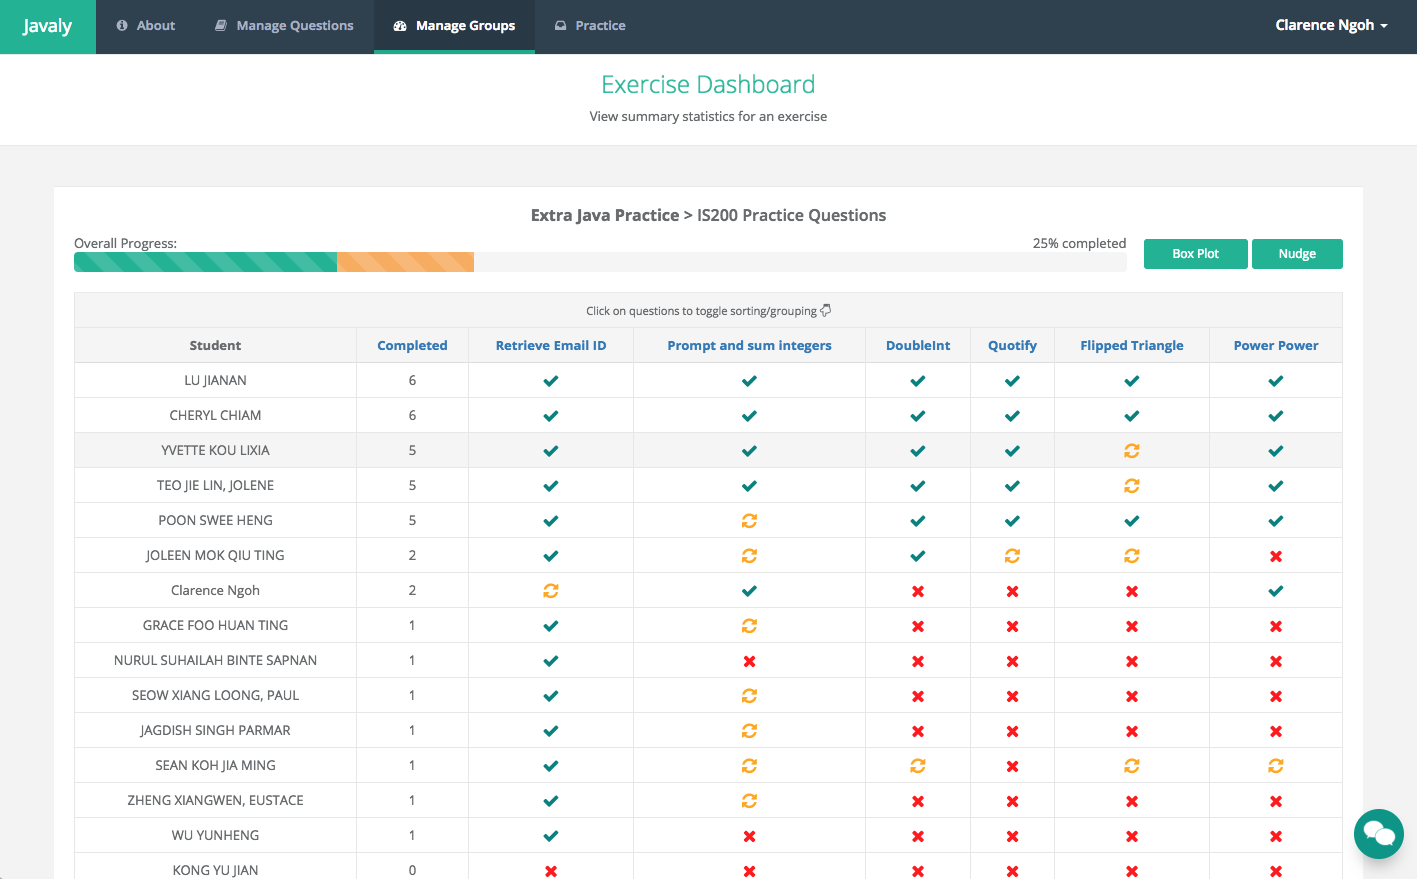 Javaly About Manage Questions Manage Groups Practice Clarence Ngoh
Exercise Dashboard
View summary statistics for an exercise
Extra Java Practice > IS200 Practice Questions
Overall Progress: 25% completed Box Plot Nudge
Click on questions to toggle sorting/grouping
Student Completed Retrieve Email ID Prompt and sum integers DoubleInt Quotify Flipped Triangle Power Power
LU JIANAN 6
CHERYL CHIAM 6
YVETTE KOU LIXIA 5
TEO JIE LIN, JOLENE 5
POON SWEE HENG 5
JOLEEN MOK QIU TING 2
Clarence Ngoh 2
GRACE FOO HUAN TING 1
NURUL SUHAILAH BINTE SAPNAN 1
SEOW XIANG LOONG, PAUL 1
JAGDISH SINGH PARMAR 1
SEAN KOH JIA MING 1
ZHENG XIANGWEN, EUSTACE 1
WU YUNHENG 1
KONG YU JIAN 0